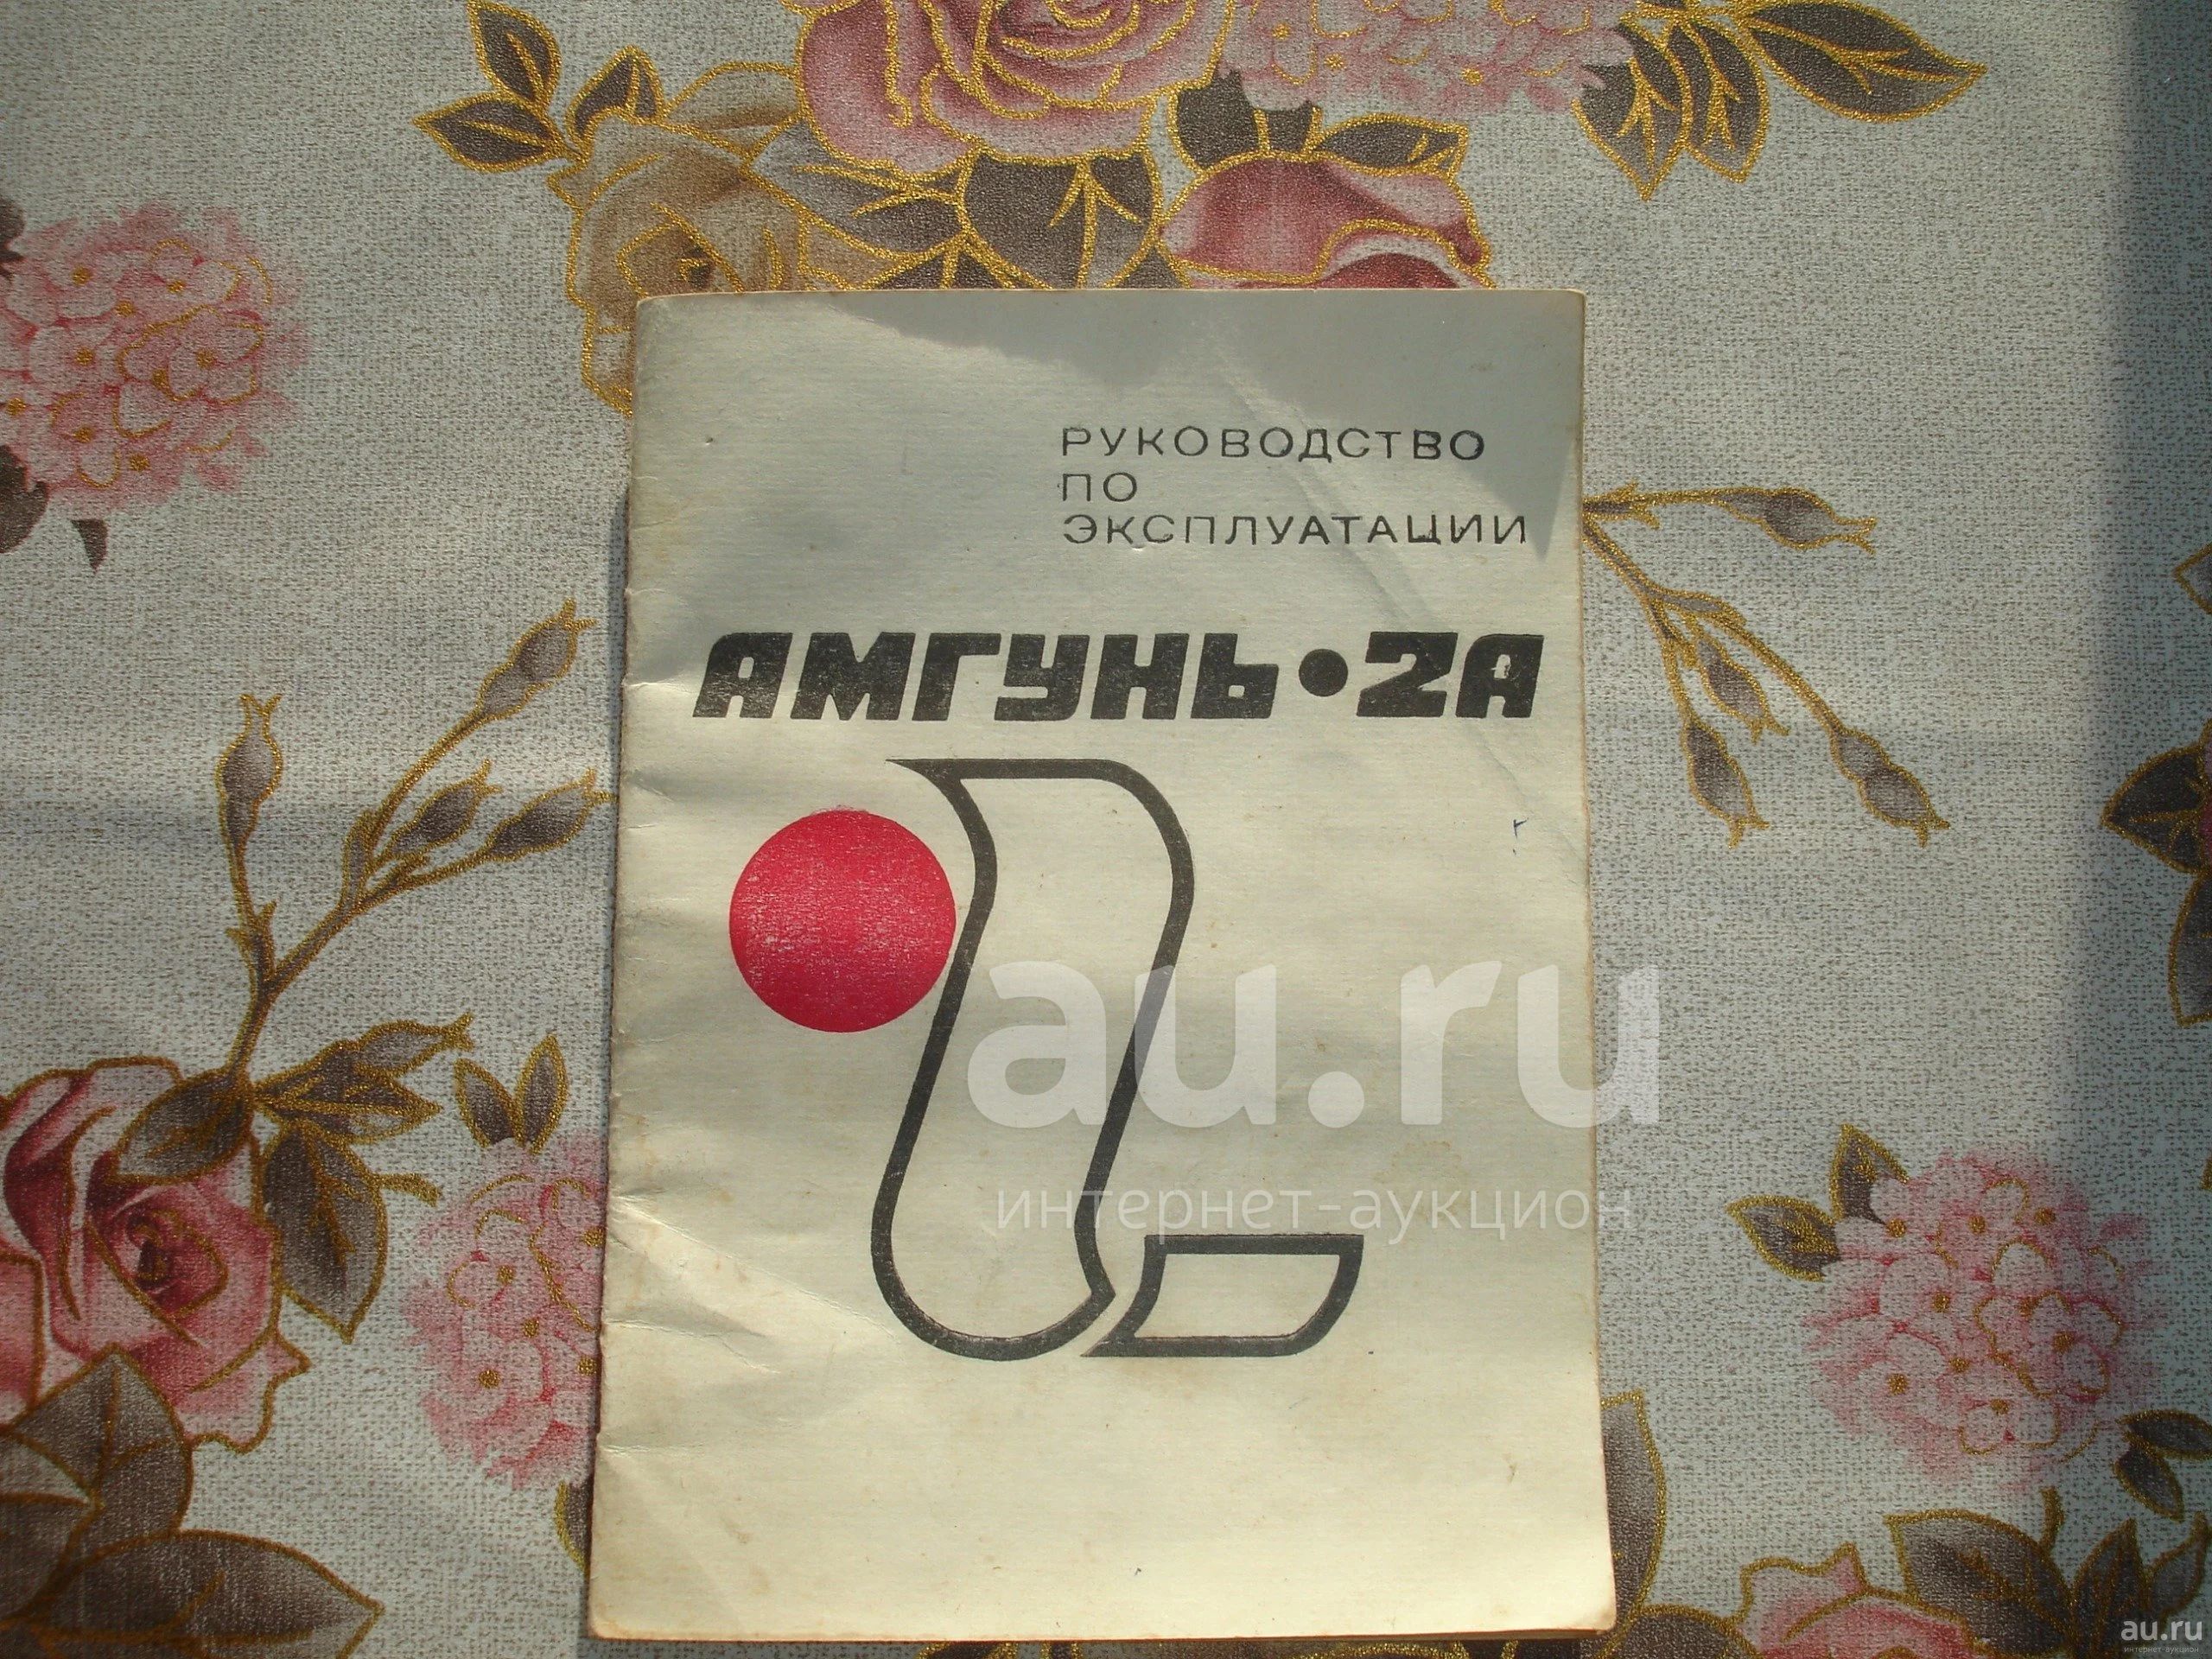 РУКОВОДСТВО
ПО
ЭКСПЛУАТАЦИИ
АМГУНЬ•2А
au.ru
интернет-аукцион
au.ru
интернет-аукцион